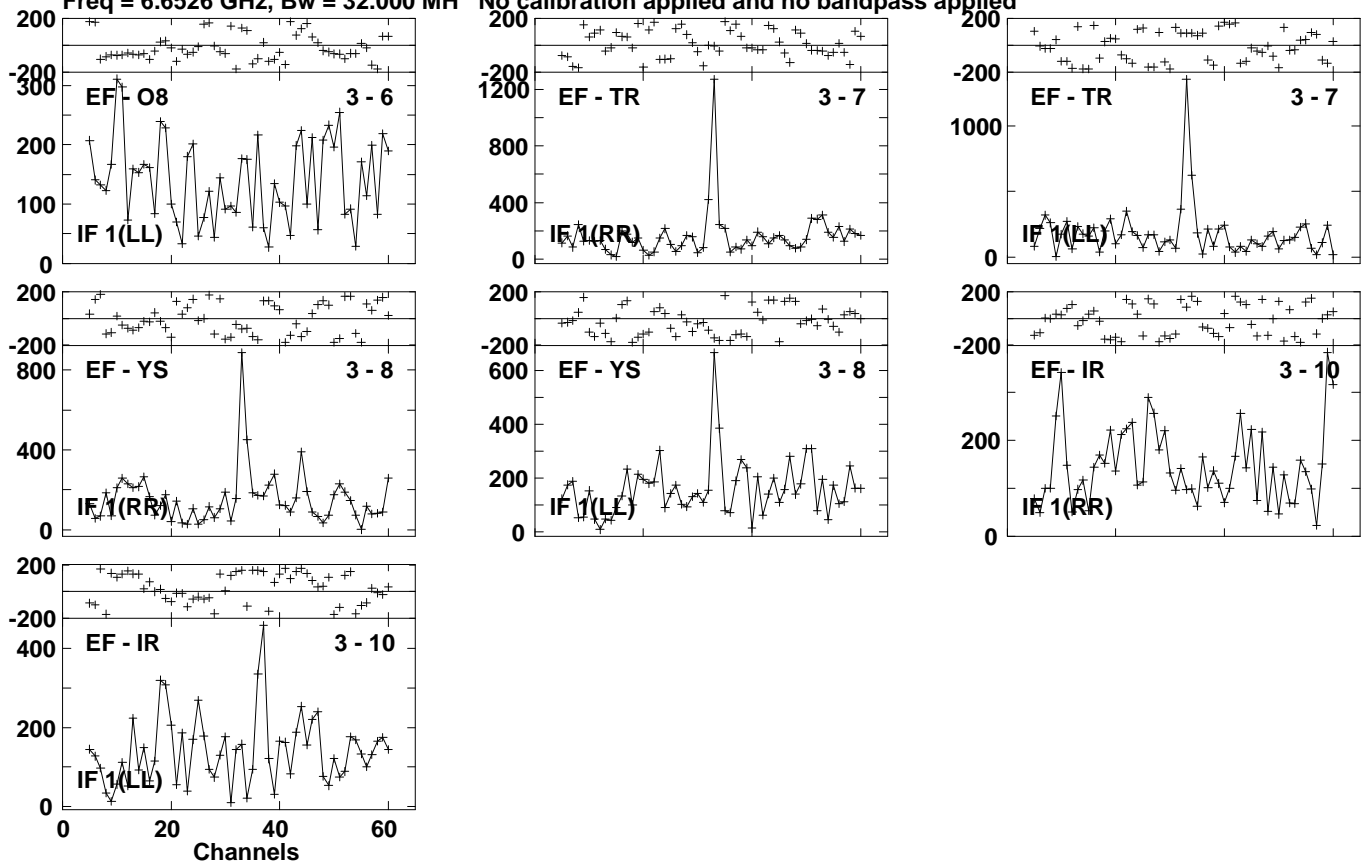 Freq = 6.6526 GHz, Bw = 32.000 MH No calibration applied and no bandpass applied
200
-200
300
200
100
0
EF - O8 3 - 6
IF 1(LL)
200
-200
1200
800
400
0
EF - TR 3 - 7
IF 1(RR)
200
-200
1000
0
EF - TR 3 - 7
IF 1(LL)
200
-200
800
400
0
EF - YS 3 - 8
IF 1(RR)
200
-200
600
400
200
0
EF - YS 3 - 8
IF 1(LL)
200
-200
200
0
EF - IR 3 - 10
IF 1(RR)
200
-200
400
200
0
EF - IR 3 - 10
IF 1(LL)
0 20 40 60
Channels